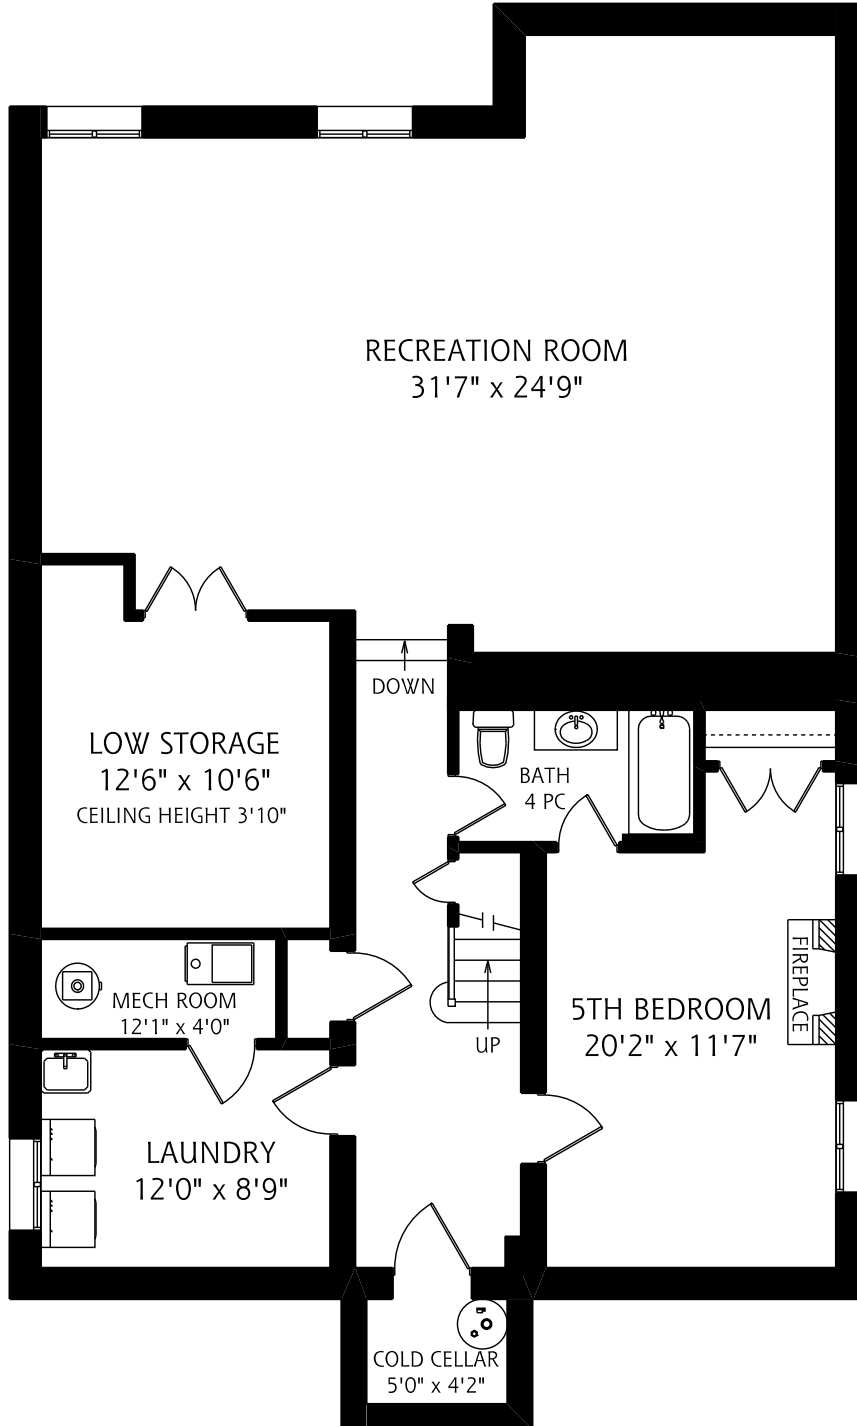 RECREATION ROOM
31'7" x 24'9"
DOWN
LOW STORAGE
12'6" x 10'6"
CEILING HEIGHT 3'10"
BATH
4 PC
MECH ROOM
12'1" x 4'0"
FIREPLACE
5TH BEDROOM
20'2" x 11'7"
UP
LAUNDRY
12'0" x 8'9"
COLD CELLAR
5'0" x 4'2"